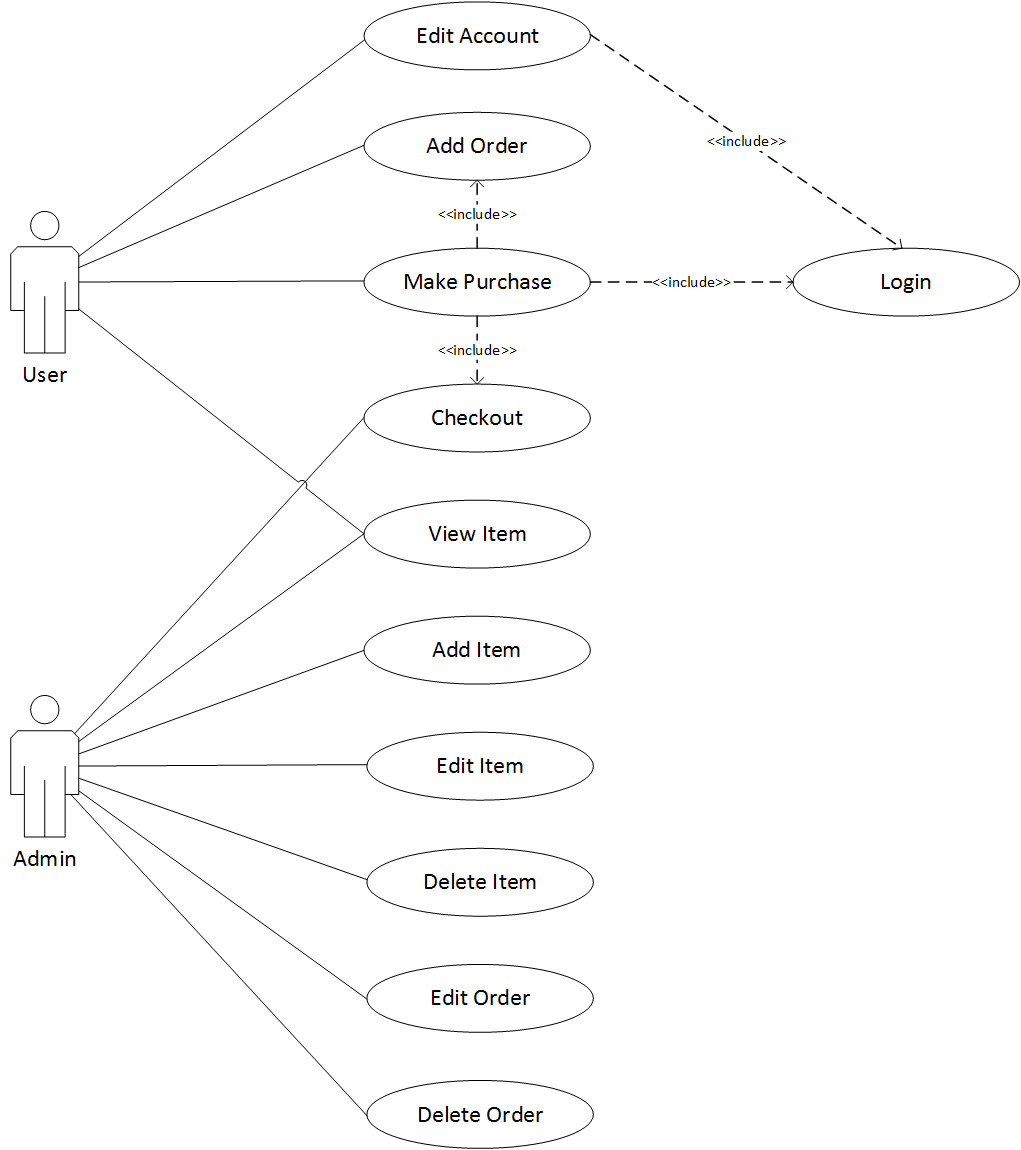 Edit Account
<<include>>
Add Order
<<include>>
Make Purchase
<<include>>
Login
User
<<include>>
Checkout
View Item
Add Item
Edit Item
Admin
Delete Item
Edit Order
Delete Order